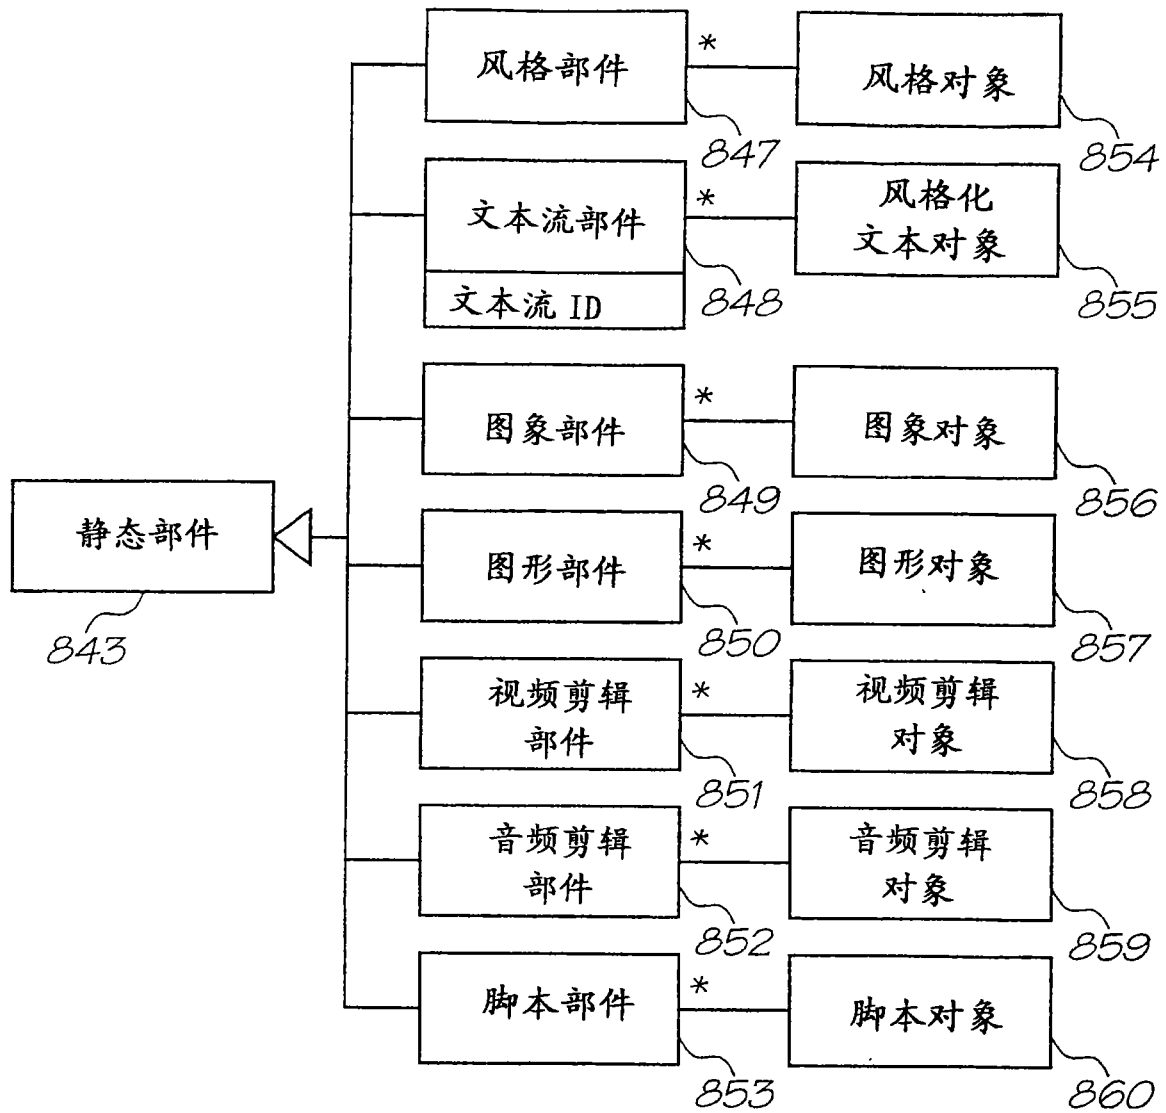 风格部件
*
风格对象
847
854
文本流部件
*
风格化
文本对象
文本流 ID
848
855
图象部件
*
图象对象
849
856
静态部件
843
图形部件
*
图形对象
850
857
视频剪辑
部件
*
视频剪辑
对象
851
858
音频剪辑
部件
*
音频剪辑
对象
852
859
脚本部件
*
脚本对象
853
860